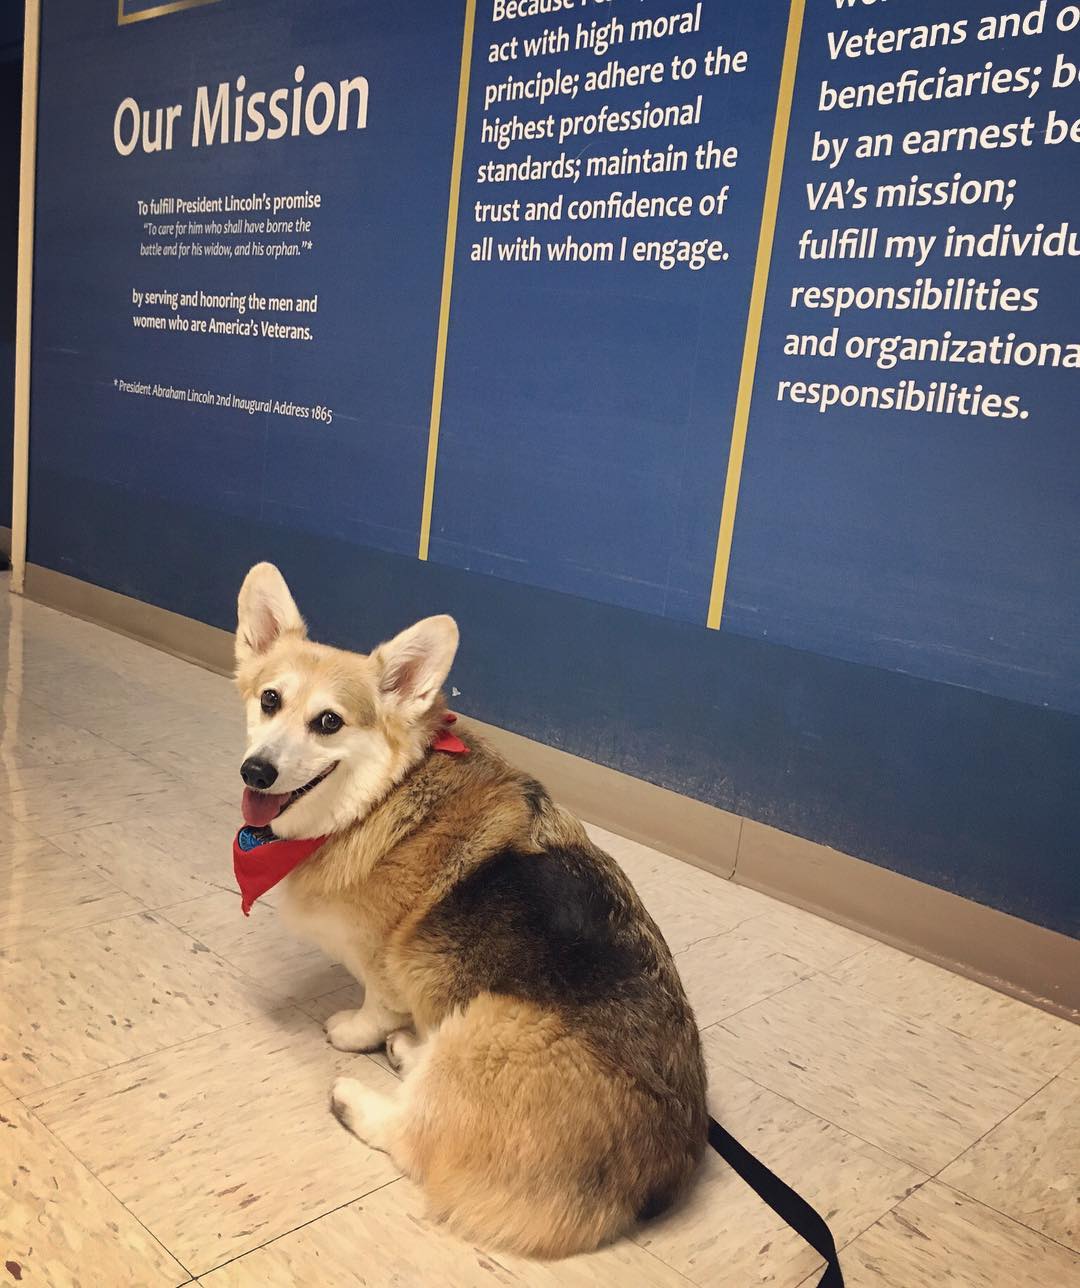 Our Mission
To fulfill President Lincoln's promise
"To care for him who shall have borne the
battle and for his widow, and his orphan."*
by serving and honoring the men and
women who are America's Veterans.
* President Abraham Lincoln 2nd Inaugural Address 1865
Because I
act with high moral
principle; adhere to the
highest professional
standards; maintain the
trust and confidence of
all with whom I engage.
Veterans and o
beneficiaries; b
by an earnest be
VA's mission;
fulfill my individu
responsibilities
and organizationa
responsibilities.